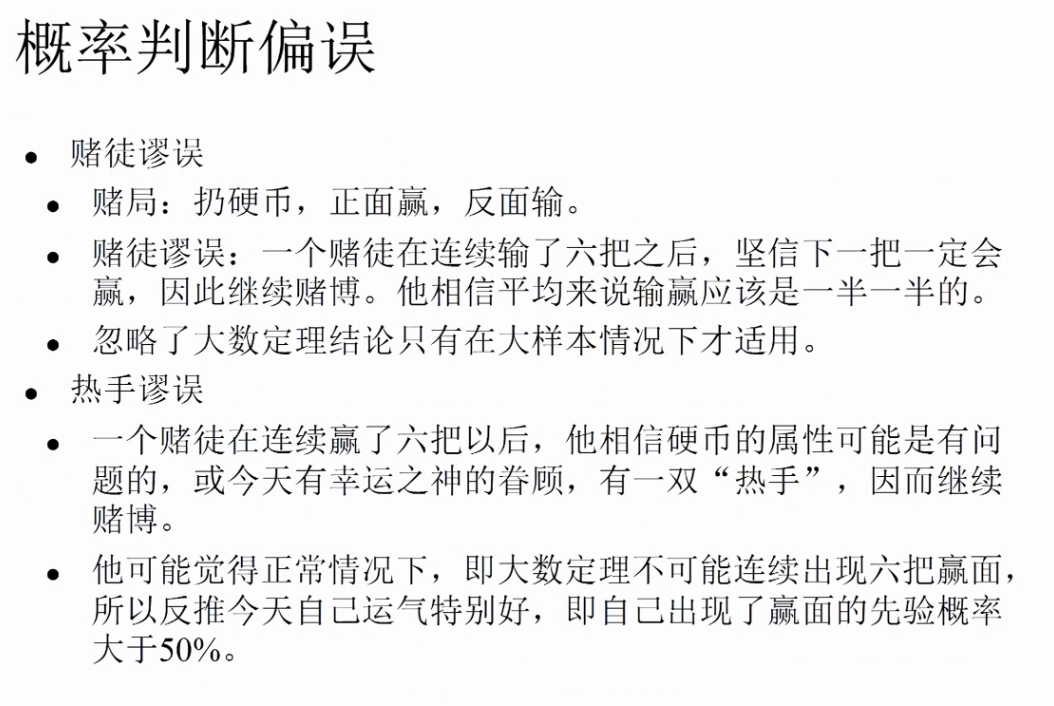 概率判断偏误
• 赌徒谬误
• 赌局：扔硬币，正面赢，反面输。
• 赌徒谬误：一个赌徒在连续输了六把之后，坚信下一把一定会
赢，因此继续赌博。他相信平均来说输赢应该是一半一半的。
• 忽略了大数定理结论只有在大样本情况下才适用。
• 热手谬误
• 一个赌徒在连续赢了六把以后，他相信硬币的属性可能是有问
题的，或今天有幸运之神的眷顾，有一双“热手”，因而继续
赌博。
• 他可能觉得正常情况下，即大数定理不可能连续出现六把赢面，
所以反推今天自己运气特别好，即自己出现了赢面的先验概率
大于50%。